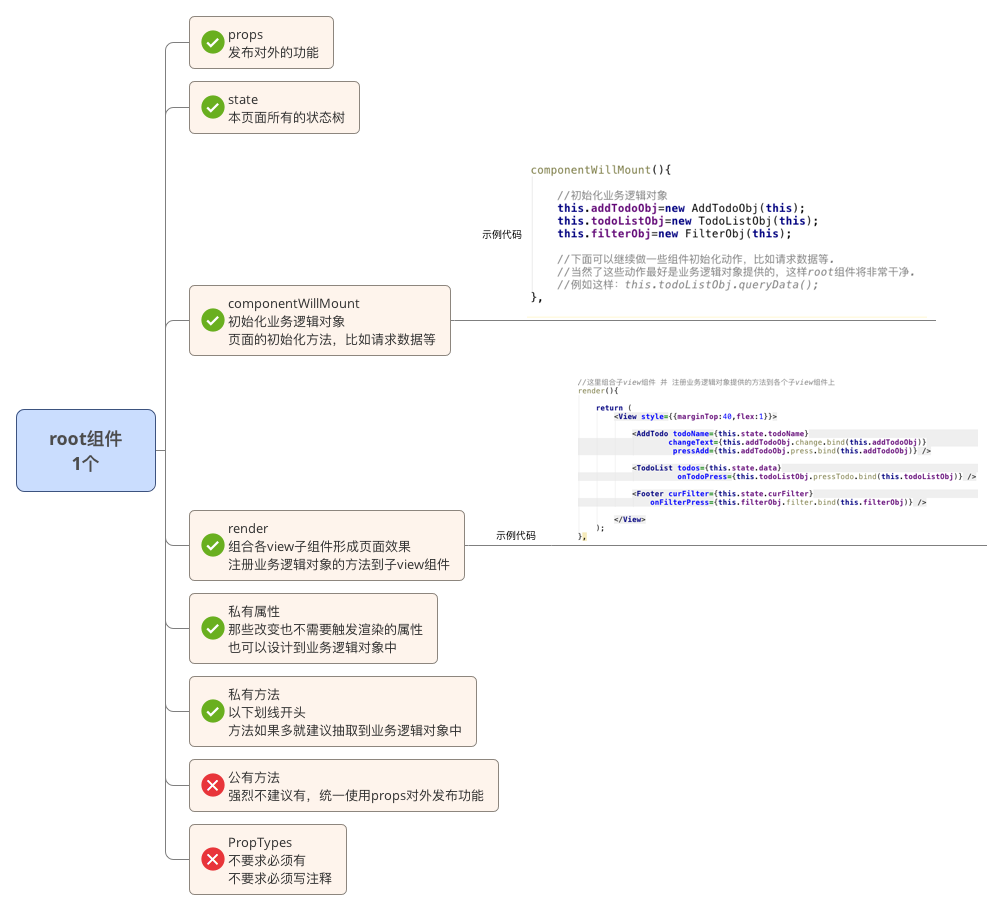 props
发布对外的功能
state
本页面所有的状态树
componentWillMount(){
//初始化业务逻辑对象
this.addTodoObj=new AddTodoObj(this);
this.todoListObj=new TodoListObj(this);
this.filterObj=new FilterObj(this);
//下面可以继续做一些组件初始化动作，比如请求数据等.
//当然了这些动作最好是业务逻辑对象提供的，这样root组件将非常干净.
//例如这样：this.todoListObj.queryData();
},
示例代码
componentWillMount
初始化业务逻辑对象
页面的初始化方法，比如请求数据等
root组件
1个
//这里组合子view组件 并 注册业务逻辑对象提供的方法到各个子view组件上
render(){
return (
<View style={{marginTop:40,flex:1}}>
<AddTodo todoName={this.state.todoName}
changeText={this.addTodoObj.change.bind(this.addTodoObj)}
pressAdd={this.addTodoObj.press.bind(this.addTodoObj)} />
<TodoList todos={this.state.data}
onTodoPress={this.todoListObj.pressTodo.bind(this.todoListObj)} />
<Footer curFilter={this.state.curFilter}
onFilterPress={this.filterObj.filter.bind(this.filterObj)} />
</View>
);
},
示例代码
render
组合各view子组件形成页面效果
注册业务逻辑对象的方法到子view组件
私有属性
那些改变也不需要触发渲染的属性
也可以设计到业务逻辑对象中
私有方法
以下划线开头
方法如果多就建议抽取到业务逻辑对象中
公有方法
强烈不建议有，统一使用props对外发布功能
PropTypes
不要求必须有
不要求必须写注释